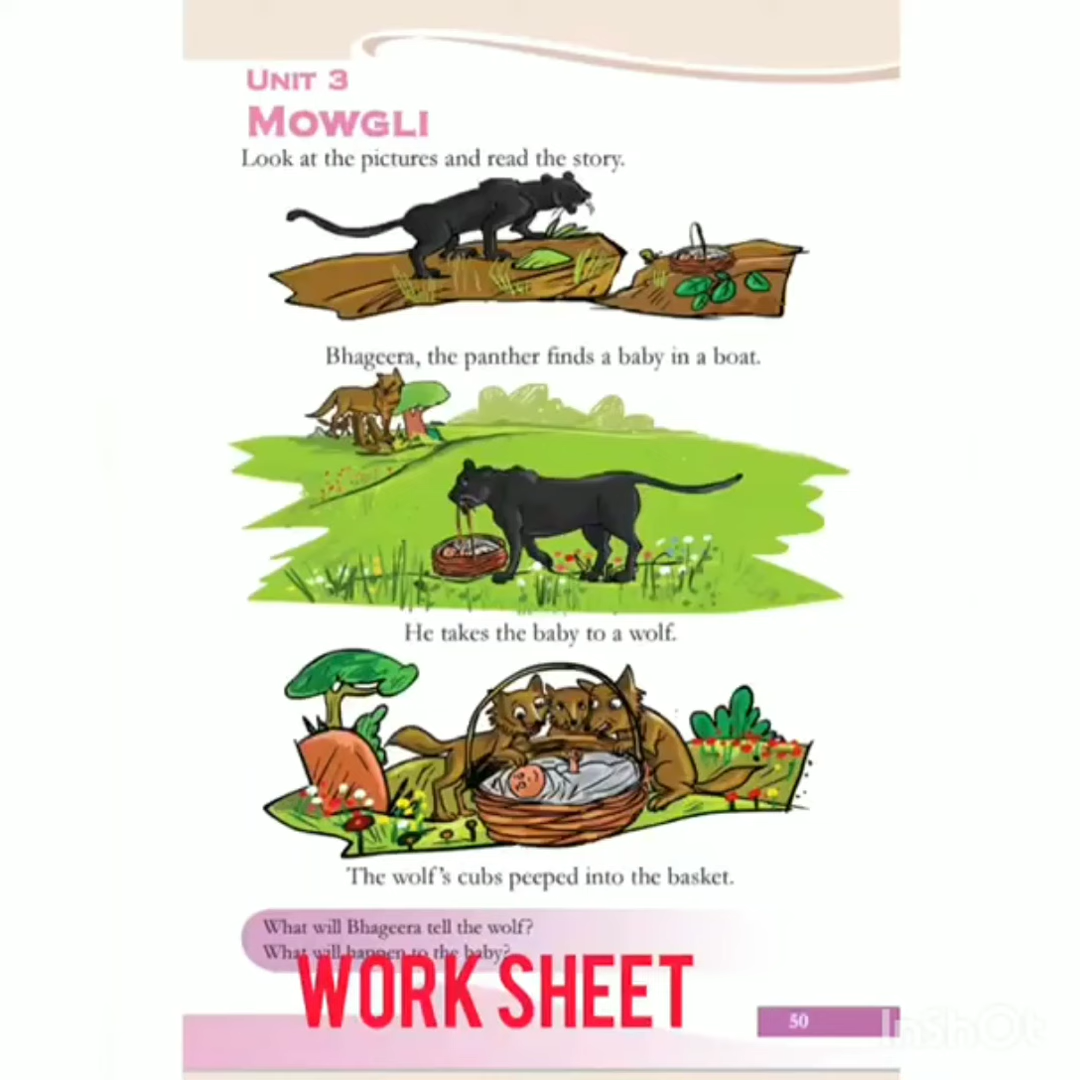 UNIT 3
MOWGLI
Look at the pictures and read the story.
Bhageera, the panther finds a baby in a boat.
He takes the baby to a wolf.
The wolf's cubs peeped into the basket.
What will Bhageera tell the wolf?
What will happen to the baby?
WORK SHEET
50
InshOt